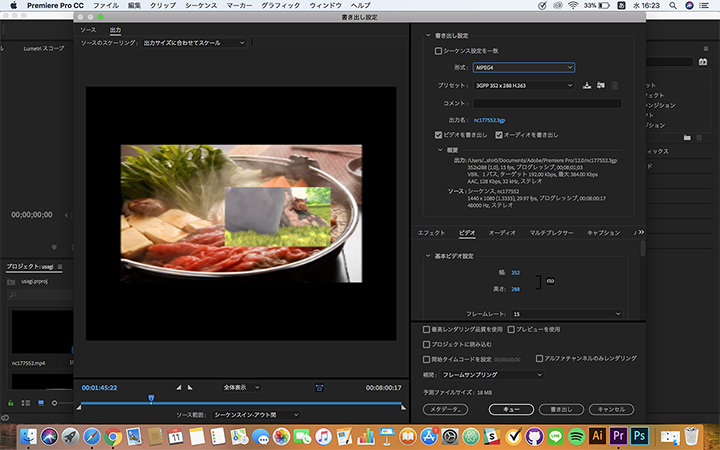 Premiere Pro CC ファイル 編集 クリップ シーケンス マーカー グラフィック ウィンドウ ヘルプ 33% 水 16:23
書き出し設定
Lumetri スコープ
ソース 出力
ソースのスケーリング: 出力サイズに合わせてスケール
書き出し設定
シーケンス設定を一致
形式: MPEG4
プリセット: 3GPP 352 x 288 H.263
コメント:
出力名: nc177552.3gp
ビデオを書き出し オーディオを書き出し
概要
出力: /Users/_shir0/Documents/Adobe/Premiere Pro/12.0/nc177552.3gp
352x288 (1.0), 15 fps, プログレッシブ, 00;08;01;03
VBR、1 パス, ターゲット 192.00 Kbps, 最大 384.00 Kbps
AAC, 128 Kbps, 32 kHz, ステレオ
ソース: シーケンス, nc177552
1440 x 1080 (1.3333), 29.97 fps, プログレッシブ, 00:08:00:17
48000 Hz, ステレオ
00;00;00;00
エフェクト ビデオ オーディオ マルチプレクサー キャプション
基本ビデオ設定
幅: 352
高さ: 288
フレームレート: 15
プロジェクト: usagi
usagi.prproj
nc177552.mp4
最高レンダリング品質を使用 プレビューを使用
プロジェクトに読み込む
開始タイムコードを設定 00;00;00;00 アルファチャンネルのみレンダリング
補間: フレームサンプリング
予測ファイルサイズ: 18 MB
00:01:45:22 全体表示 00:08:00:17
ソース範囲: シーケンスイン-アウト間
メタデータ... キュー 書き出し キャンセル